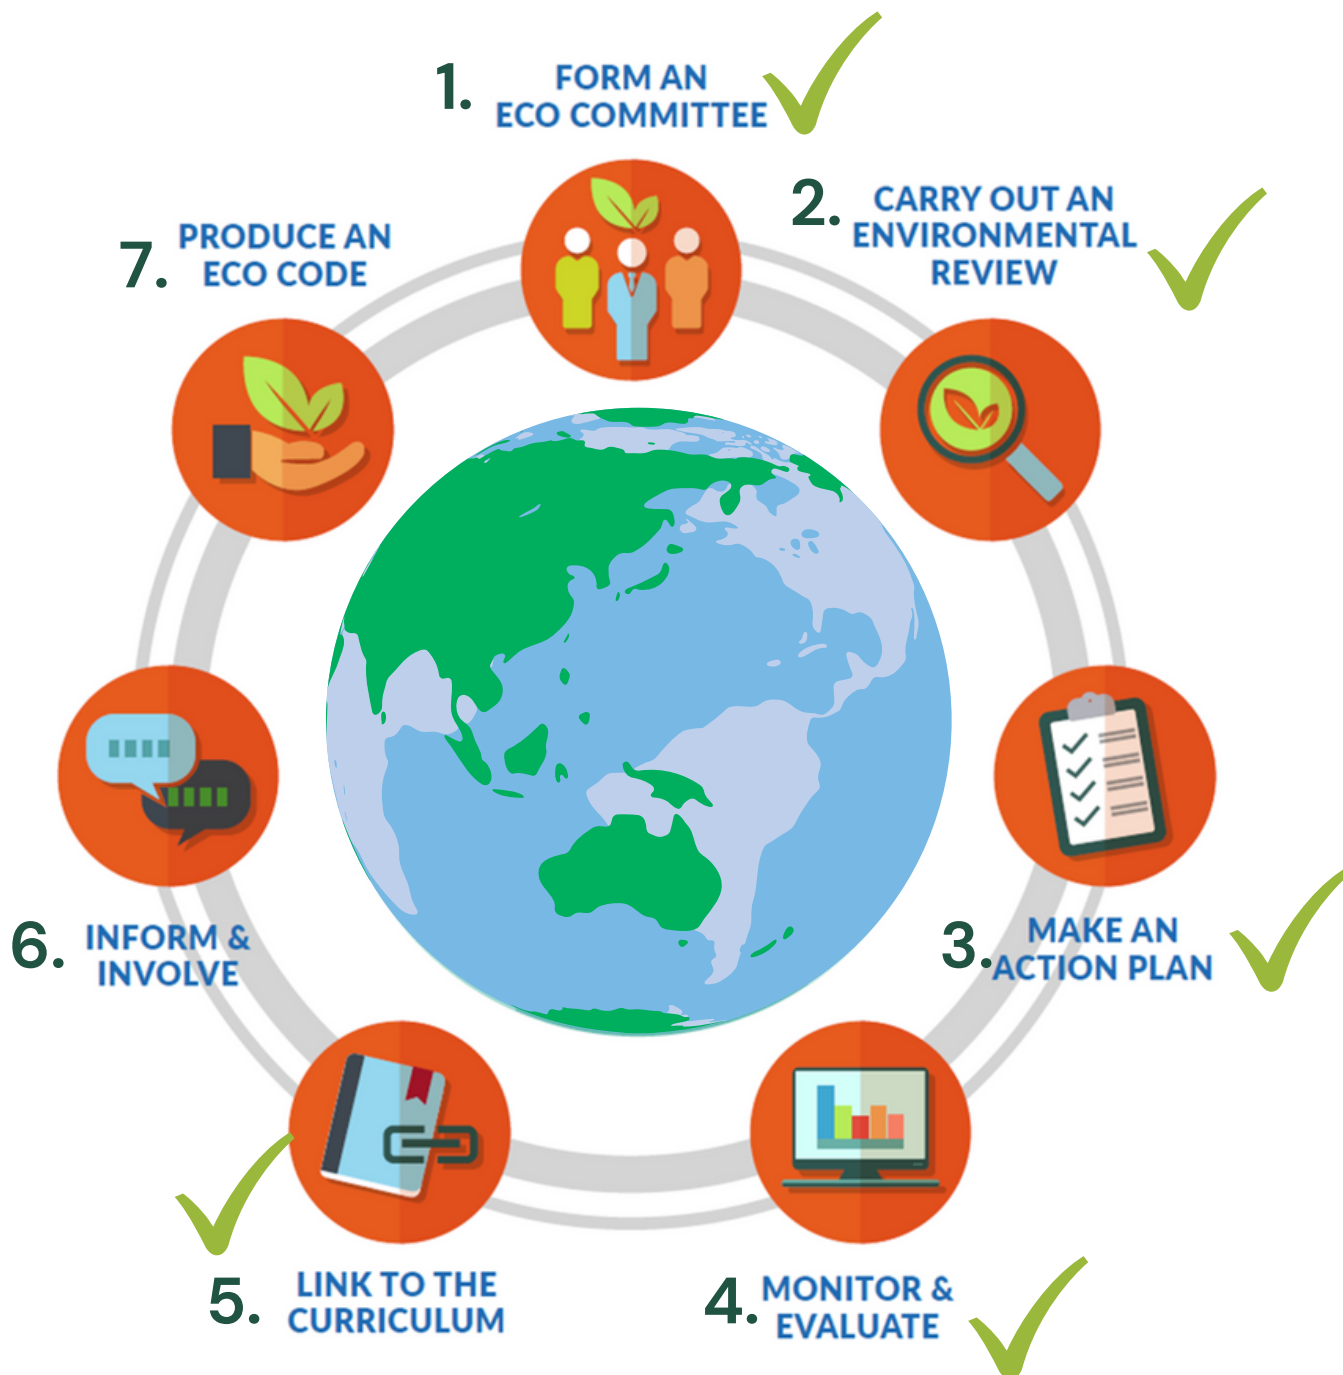 1. FORM AN
ECO COMMITTEE
2. CARRY OUT AN
ENVIRONMENTAL
REVIEW
3. MAKE AN
ACTION PLAN
4. MONITOR &
EVALUATE
5. LINK TO THE
CURRICULUM
6. INFORM &
INVOLVE
7. PRODUCE AN
ECO CODE